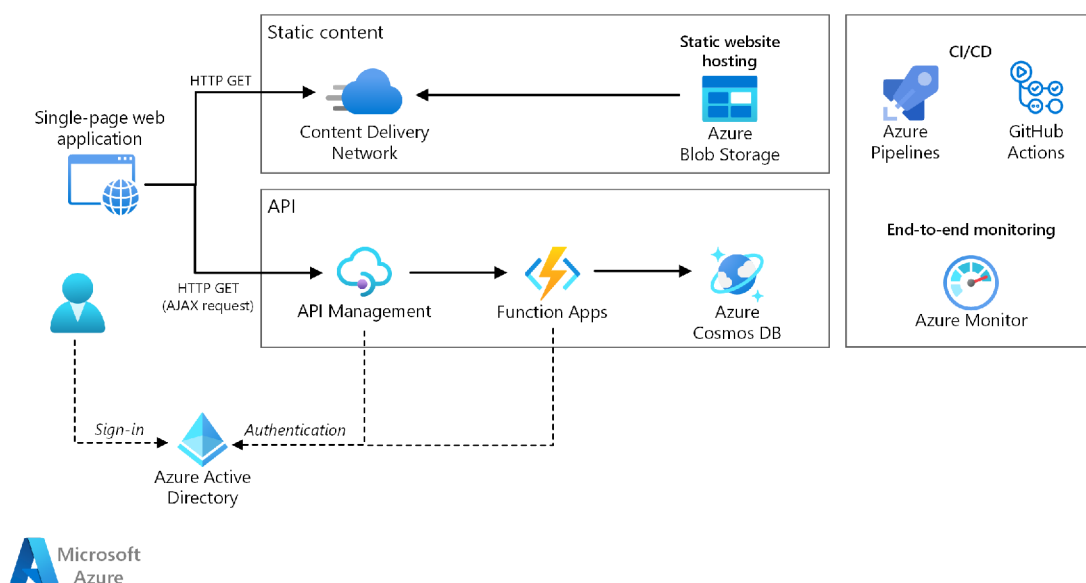 Static content
Static website
hosting
CI/CD
HTTP GET
Single-page web
application
Content Delivery
Network
Azure
Blob Storage
Azure
Pipelines
GitHub
Actions
API
End-to-end monitoring
HTTP GET
(AJAX request)
API Management
Function Apps
Azure
Cosmos DB
Azure Monitor
Sign-in
Authentication
Azure Active
Directory
Microsoft
Azure